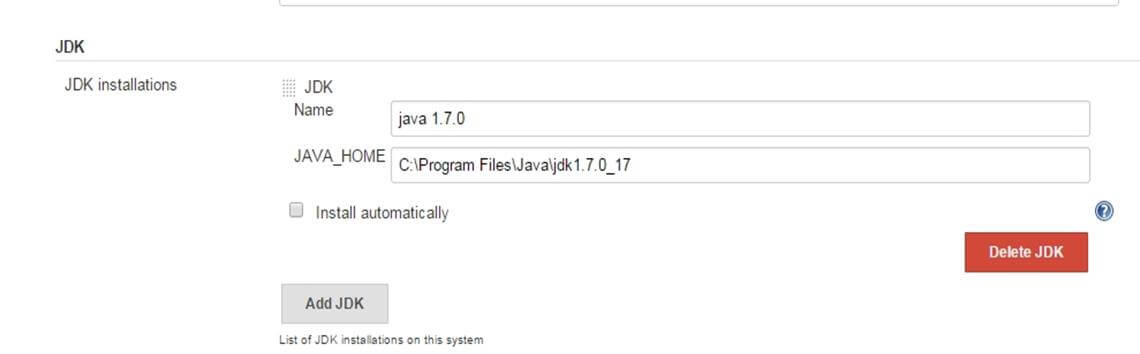 JDK
JDK installations
JDK
Name
java 1.7.0
JAVA_HOME
C:\Program Files\Java\jdk1.7.0_17
Install automatically
?
Delete JDK
Add JDK
List of JDK installations on this system